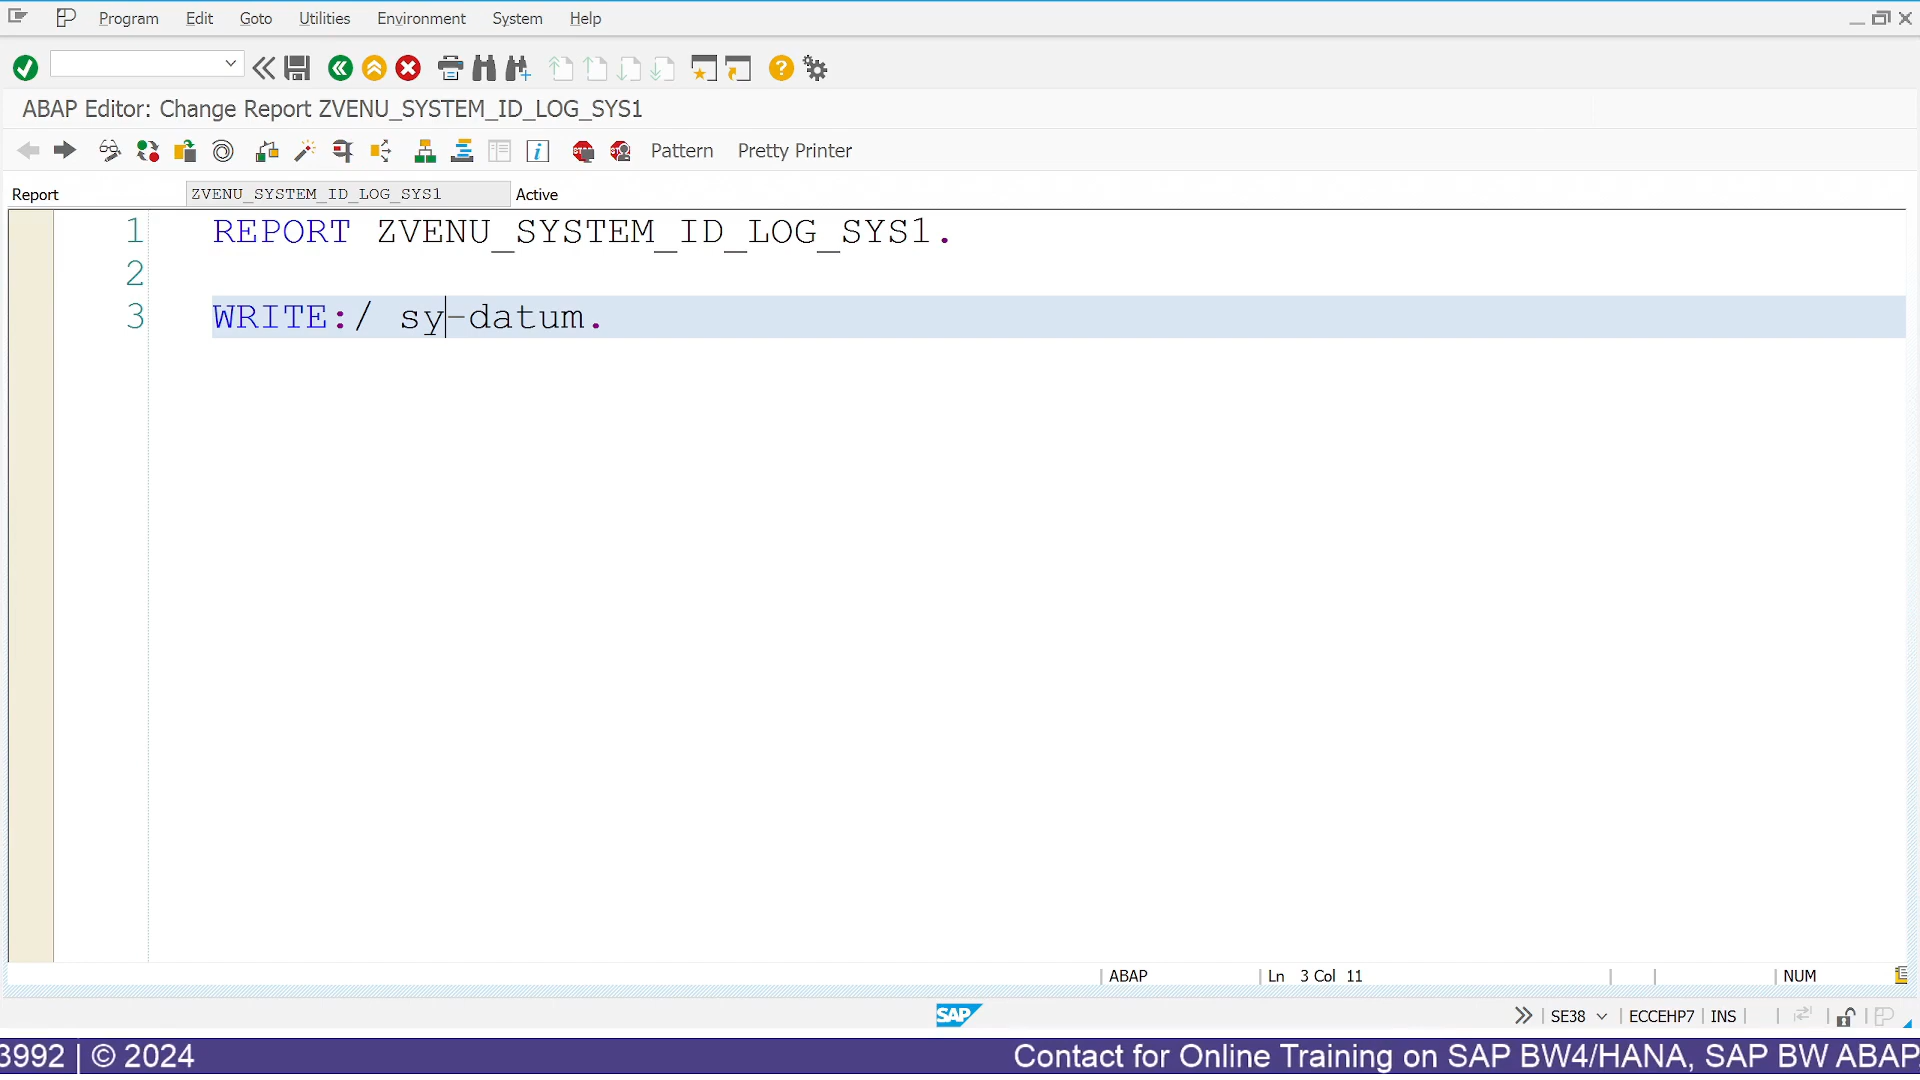 Program Edit Goto Utilities Environment System Help
ABAP Editor: Change Report ZVENU_SYSTEM_ID_LOG_SYS1
STOP STOP Pattern Pretty Printer
Report ZVENU_SYSTEM_ID_LOG_SYS1 Active
1 REPORT ZVENU_SYSTEM_ID_LOG_SYS1.
2
3 WRITE:/ sy-datum.
ABAP Ln 3 Col 11 NUM
SAP SE38 ECCEHP7 INS
3992 | © 2024 Contact for Online Training on SAP BW4/HANA, SAP BW ABAP